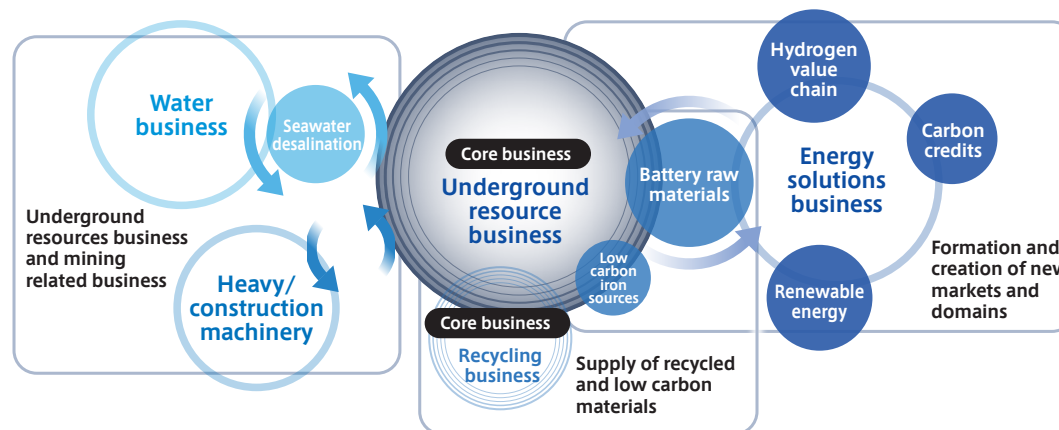 Water
business
Seawater
desalination
Underground
resources business
and mining
related business
Heavy/
construction
machinery
Core business
Underground
resource
business
Low
carbon
iron
sources
Core business
Recycling
business
Supply of recycled
and low carbon
materials
Battery raw
materials
Hydrogen
value
chain
Carbon
credits
Energy
solutions
business
Renewable
energy
Formation and
creation of
markets and
domains